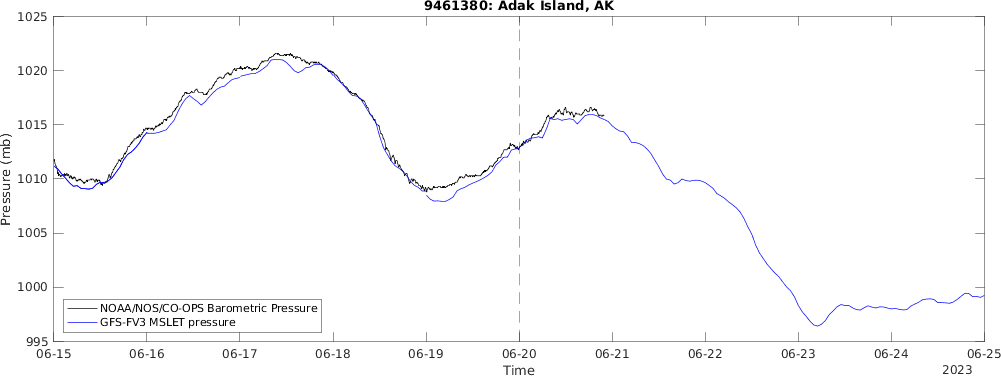 9461380: Adak Island, AK
1025
1020
1015
1010
1005
1000
995
Pressure (mb)
NOAA/NOS/CO-OPS Barometric Pressure
GFS-FV3 MSLET pressure
06-15 06-16 06-17 06-18 06-19 06-20 06-21 06-22 06-23 06-24 06-25
Time
2023